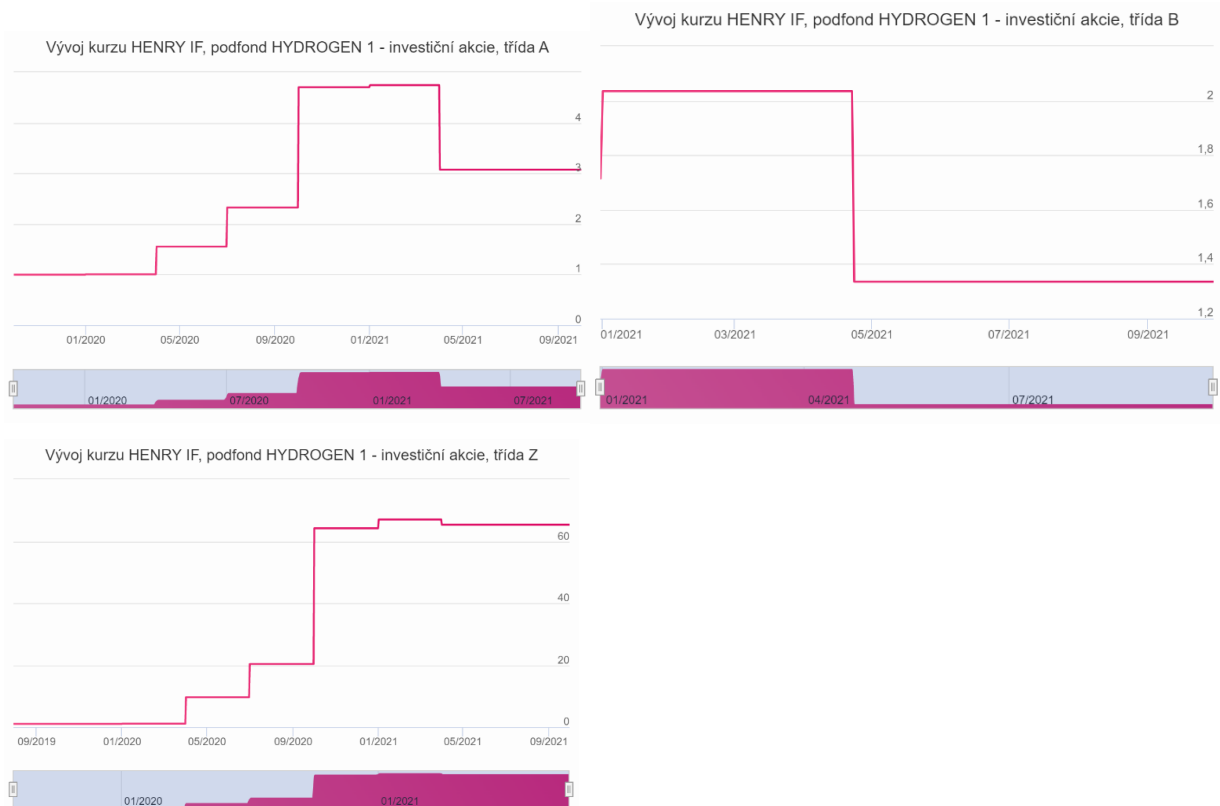 Vývoj kurzu HENRY IF, podfond HYDROGEN 1 - investiční akcie, třída A
4
3
2
1
0
01/2020 05/2020 09/2020 01/2021 05/2021 09/2021
01/2020 07/2020 01/2021 07/2021
Vývoj kurzu HENRY IF, podfond HYDROGEN 1 - investiční akcie, třída B
2
1,8
1,6
1,4
1,2
01/2021 03/2021 05/2021 07/2021 09/2021
01/2021 04/2021 07/2021
Vývoj kurzu HENRY IF, podfond HYDROGEN 1 - investiční akcie, třída Z
60
40
20
0
09/2019 01/2020 05/2020 09/2020 01/2021 05/2021 09/2021
01/2020 01/2021